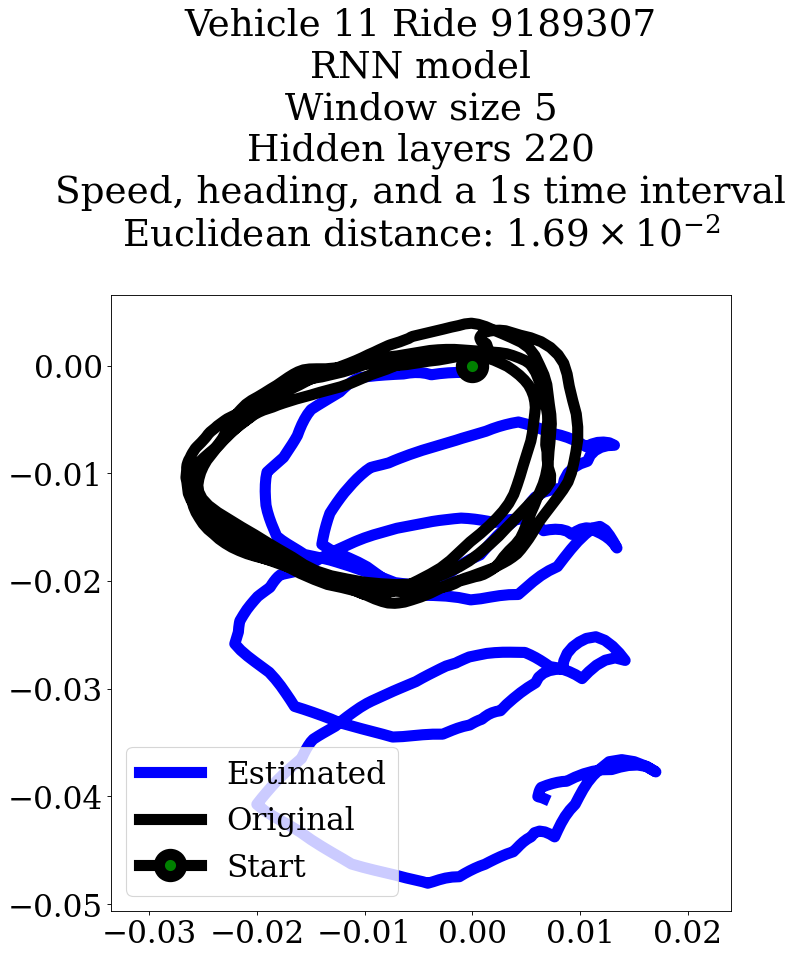 Vehicle 11 Ride 9189307
RNN model
Window size 5
Hidden layers 220
Speed, heading, and a 1s time interval
Euclidean distance: 1.69 × 10⁻²
0.00
−0.01
−0.02
−0.03
−0.04
−0.05
Estimated
Original
Start
−0.03 −0.02 −0.01 0.00 0.01 0.02